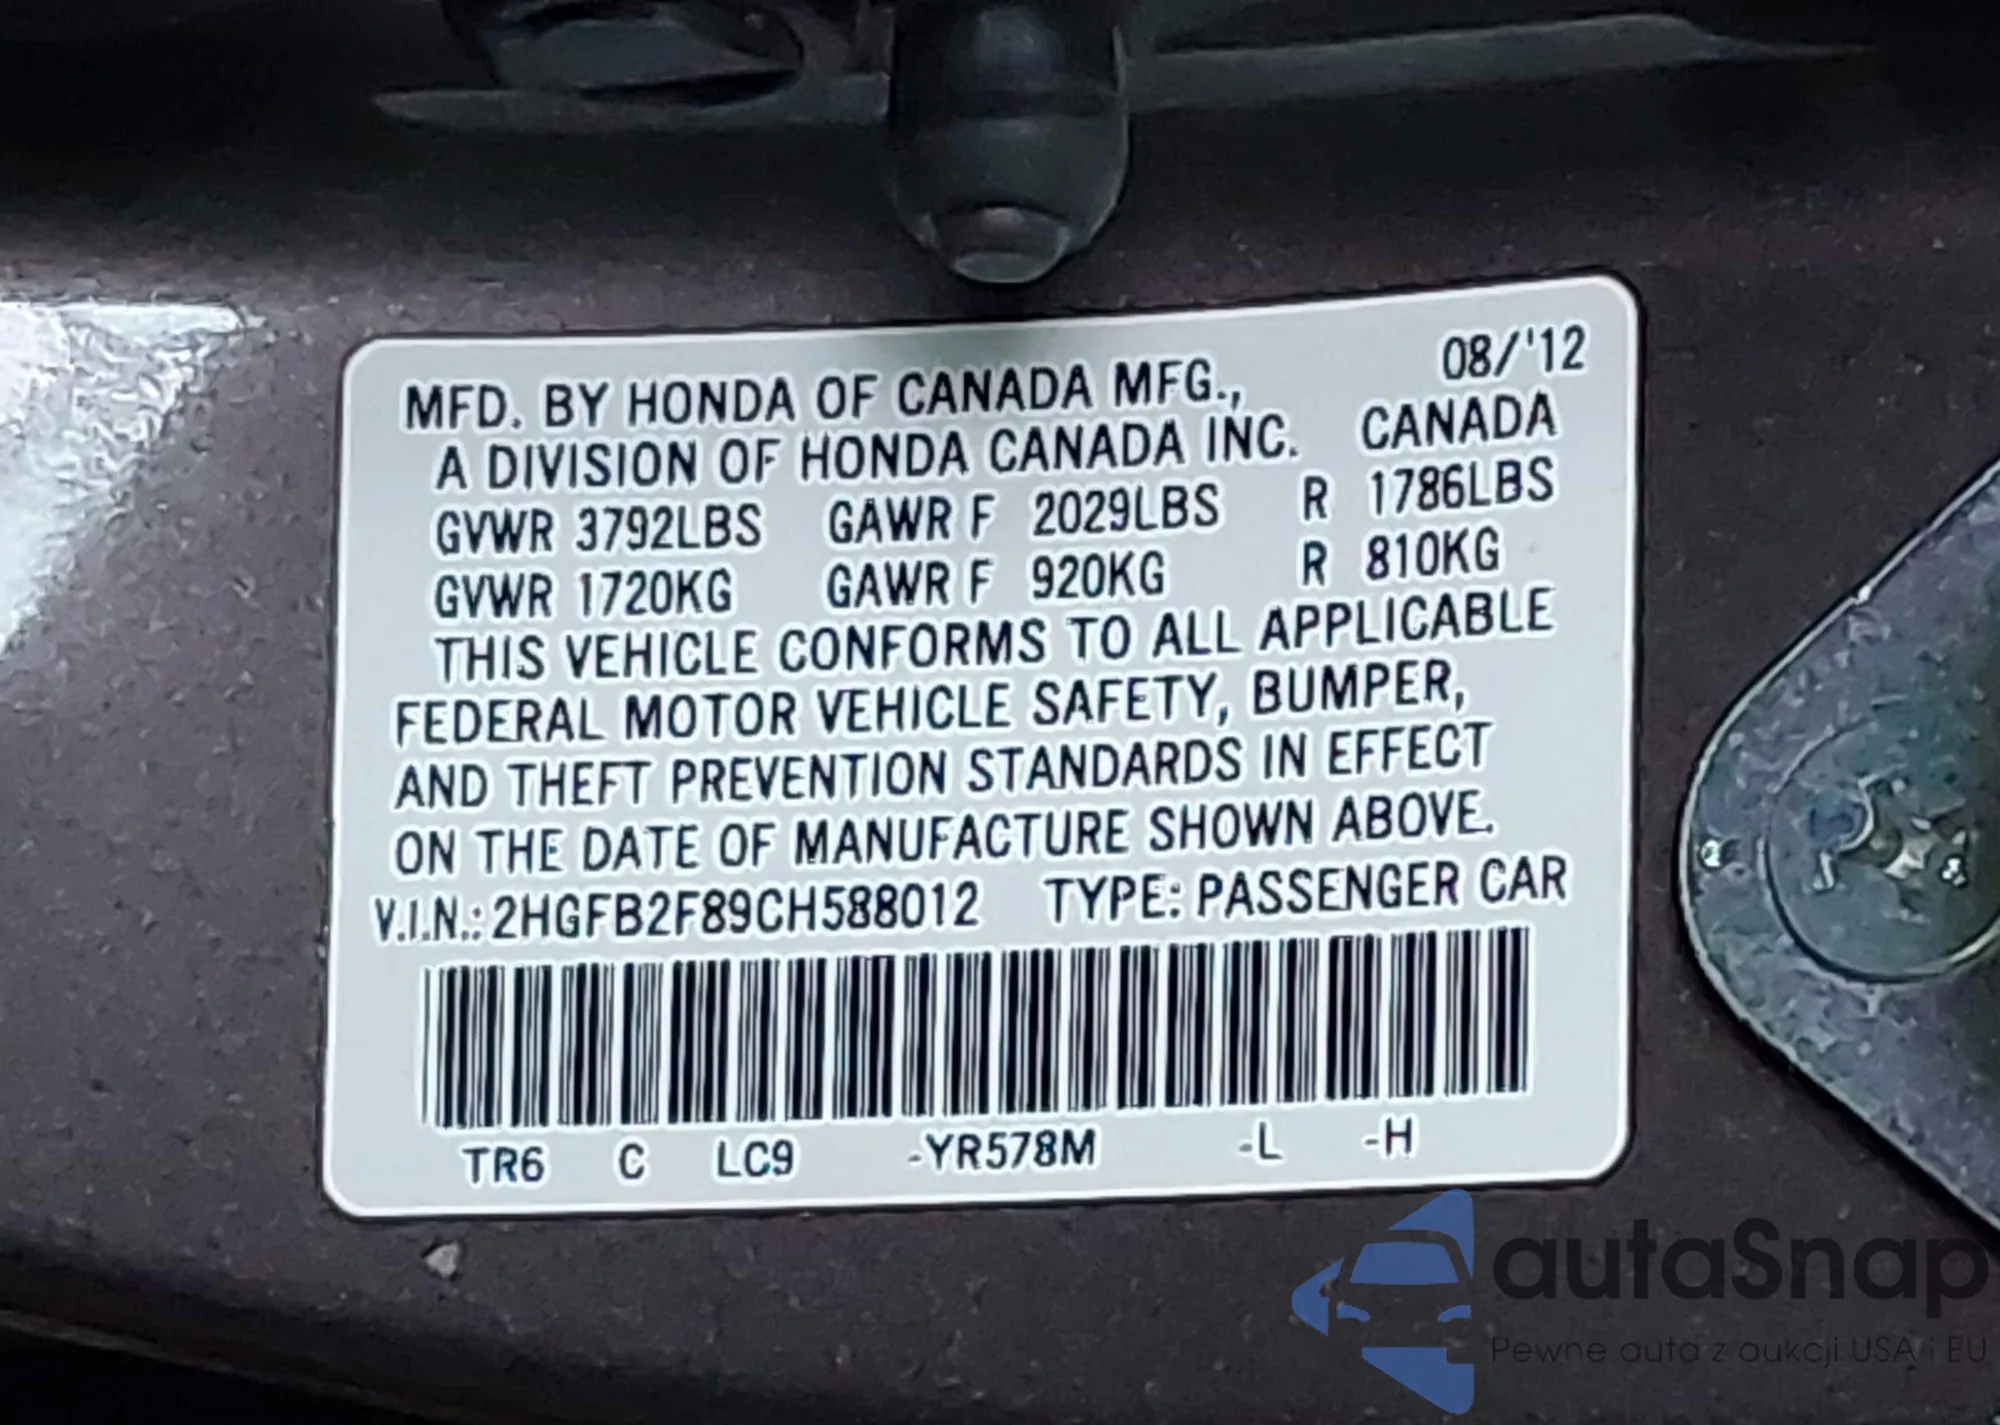 MFD. BY HONDA OF CANADA MFG., 08/'12
A DIVISION OF HONDA CANADA INC. CANADA
GVWR 3792LBS GAWR F 2029LBS R 1786LBS
GVWR 1720KG GAWR F 920KG R 810KG
THIS VEHICLE CONFORMS TO ALL APPLICABLE
FEDERAL MOTOR VEHICLE SAFETY, BUMPER,
AND THEFT PREVENTION STANDARDS IN EFFECT
ON THE DATE OF MANUFACTURE SHOWN ABOVE.
V.I.N.: 2HGFB2F89CH588012 TYPE: PASSENGER CAR
TR6 C LC9 -YR578M -L -H
autaSnap
Pewne auta z aukcji USA i EU